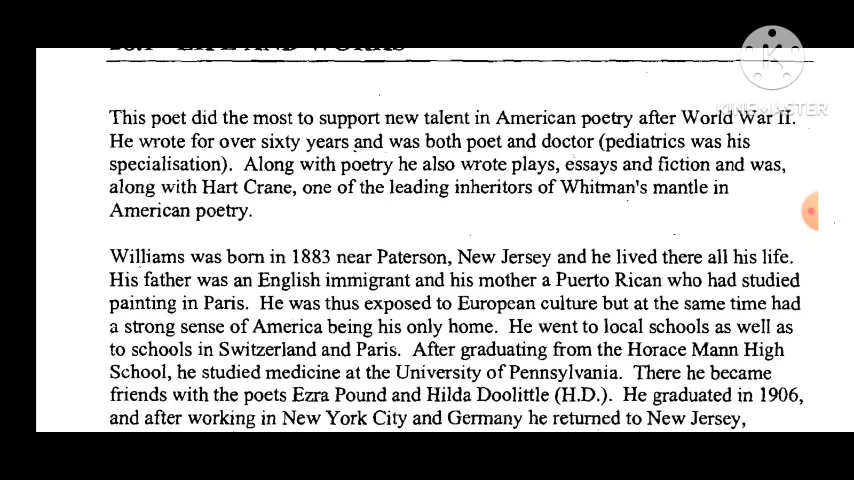 28.1 LIFE AND WORKS
KINEMASTER
This poet did the most to support new talent in American poetry after World War II.
He wrote for over sixty years and was both poet and doctor (pediatrics was his
specialisation). Along with poetry he also wrote plays, essays and fiction and was,
along with Hart Crane, one of the leading inheritors of Whitman's mantle in
American poetry.
Williams was born in 1883 near Paterson, New Jersey and he lived there all his life.
His father was an English immigrant and his mother a Puerto Rican who had studied
painting in Paris. He was thus exposed to European culture but at the same time had
a strong sense of America being his only home. He went to local schools as well as
to schools in Switzerland and Paris. After graduating from the Horace Mann High
School, he studied medicine at the University of Pennsylvania. There he became
friends with the poets Ezra Pound and Hilda Doolittle (H.D.). He graduated in 1906,
and after working in New York City and Germany he returned to New Jersey,